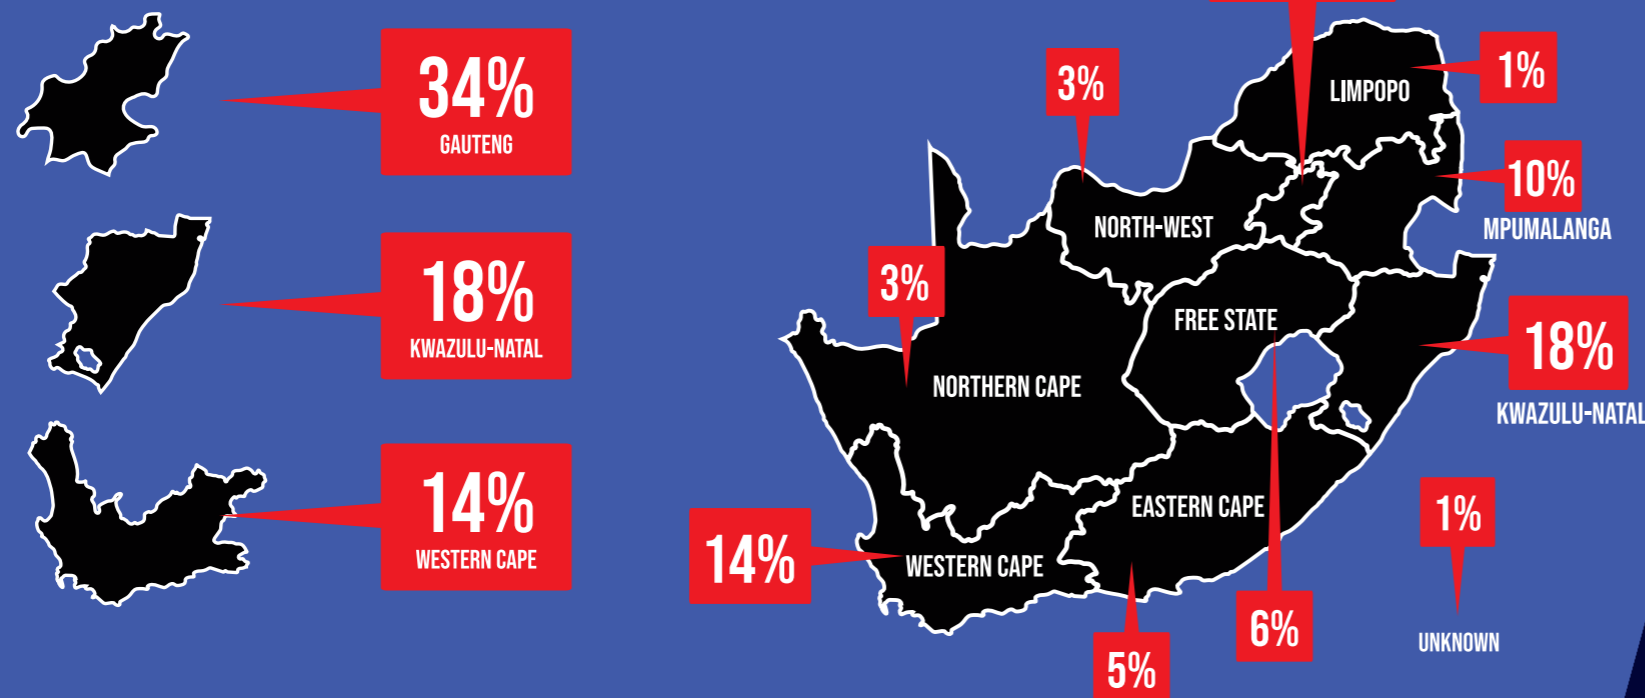 34%
GAUTENG
18%
KWAZULU-NATAL
14%
WESTERN CAPE
3%
LIMPOPO
1%
10%
MPUMALANGA
NORTH-WEST
3%
FREE STATE
18%
KWAZULU-NATAL
NORTHERN CAPE
EASTERN CAPE
1%
14%
WESTERN CAPE
6%
UNKNOWN
5%